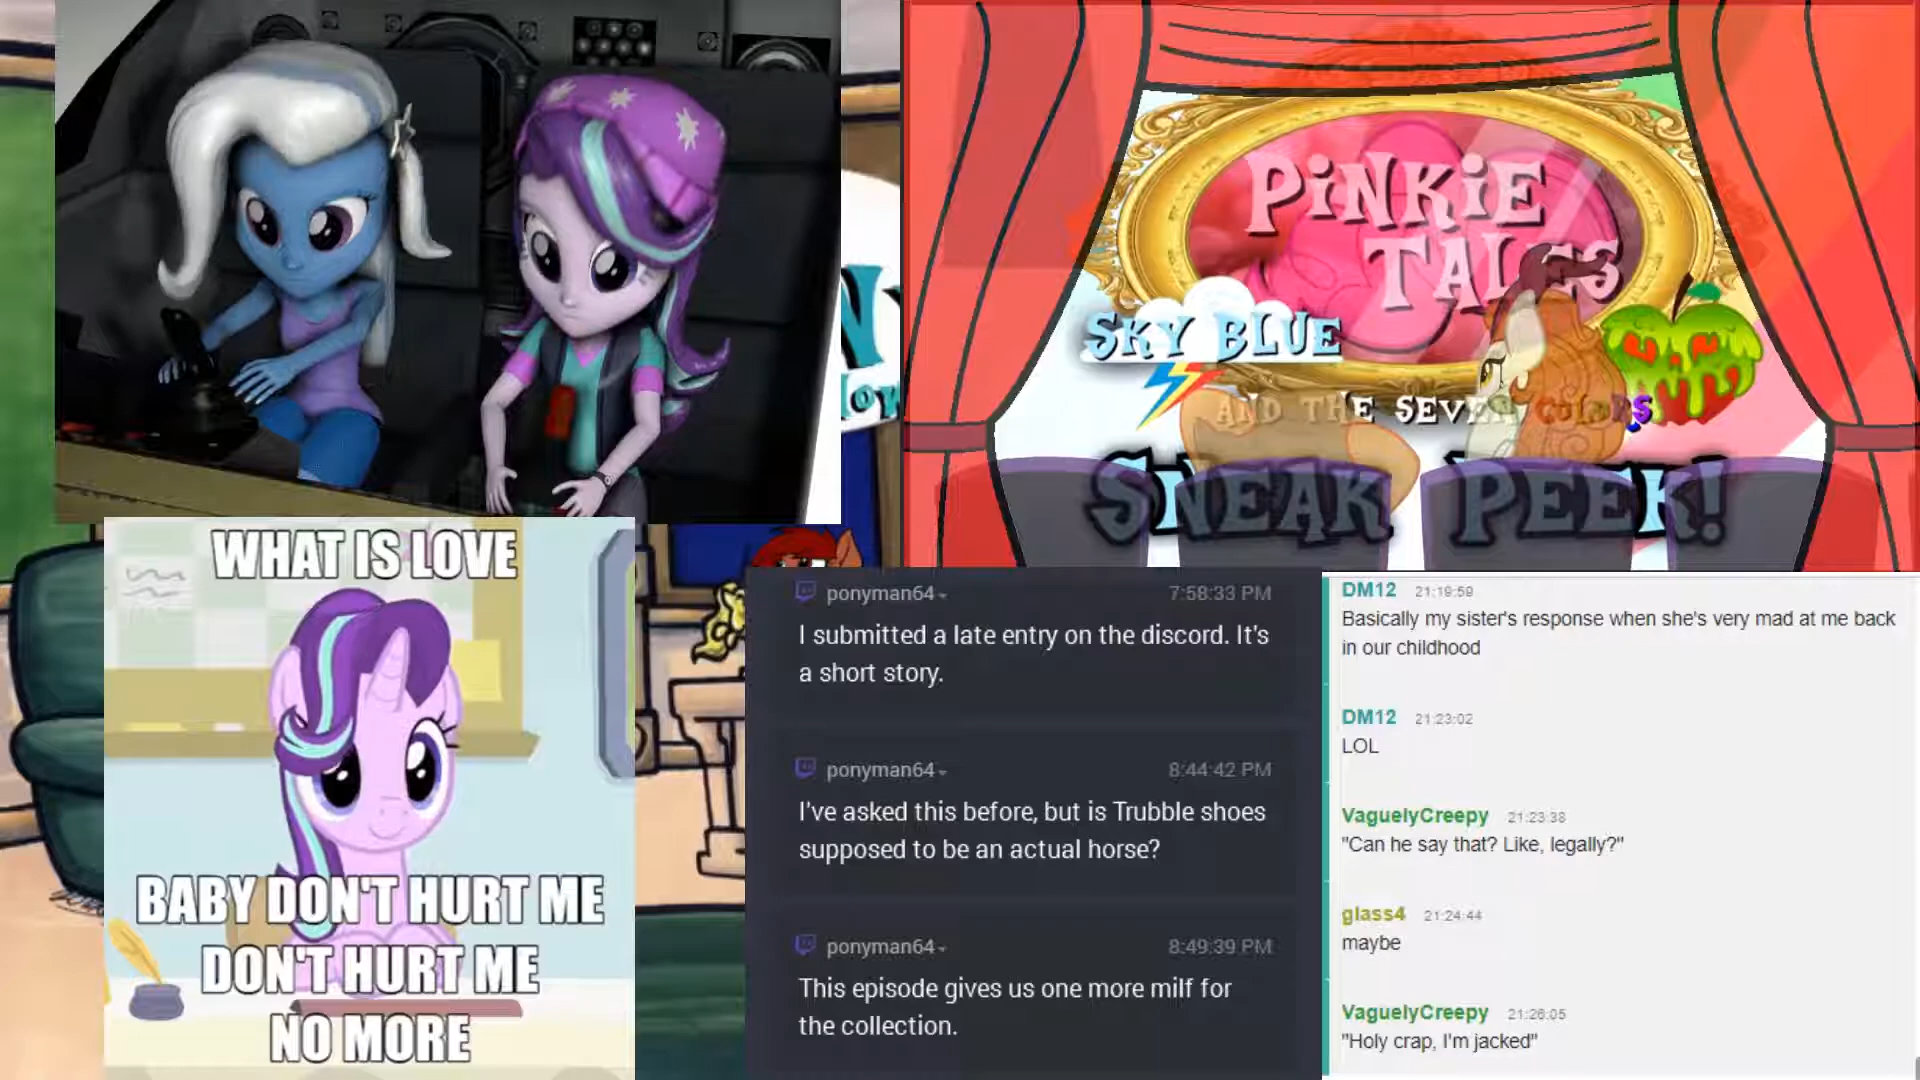 PINKIE
TALES
SKY BLUE
AND THE SEVEN COLORS
SNEAK PEEK!
WHAT IS LOVE
BABY DON'T HURT ME
DON'T HURT ME
NO MORE
ponyman64 7:58:33 PM
I submitted a late entry on the discord. It's
a short story.
ponyman64 8:44:42 PM
I've asked this before, but is Trubble shoes
supposed to be an actual horse?
ponyman64 8:49:39 PM
This episode gives us one more milf for
the collection.
DM12 21:19:59
Basically my sister's response when she's very mad at me back
in our childhood
DM12 21:23:02
LOL
VaguelyCreepy 21:23:38
"Can he say that? Like, legally?"
glass4 21:24:44
maybe
VaguelyCreepy 21:26:05
"Holy crap, I'm jacked"